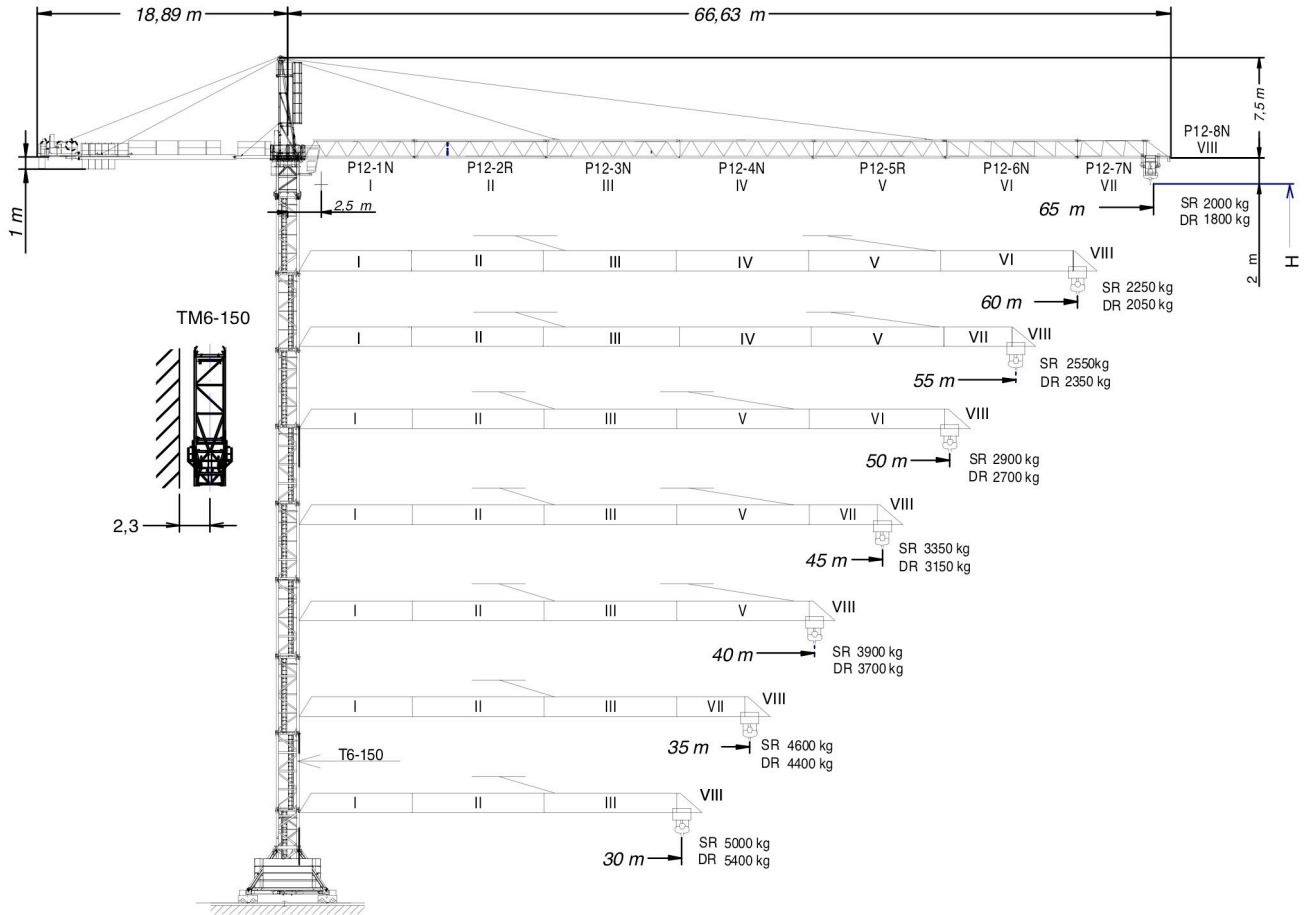 18,89 m
66,63 m
7,5 m
1 m
P12-1N
I
P12-2R
II
P12-3N
III
P12-4N
IV
P12-5R
V
P12-6N
VI
P12-7N
VII
P12-8N
VIII
2,5 m
65 m
SR 2000 kg
DR 1800 kg
2 m
H
I II III IV V VI VIII
60 m
SR 2250 kg
DR 2050 kg
TM6-150
I II III IV V VII VIII
55 m
SR 2550kg
DR 2350 kg
I II III V VI VIII
50 m
SR 2900 kg
DR 2700 kg
2,3
I II III V VII VIII
45 m
SR 3350 kg
DR 3150 kg
I II III V VIII
40 m
SR 3900 kg
DR 3700 kg
I II III VII VIII
35 m
SR 4600 kg
DR 4400 kg
T6-150
I II III VIII
30 m
SR 5000 kg
DR 5400 kg